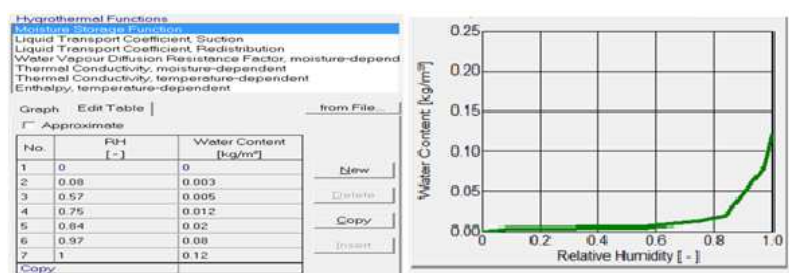 Hygrothermal Functions
Moisture Storage Function
Liquid Transport Coefficient, Suction
Liquid Transport Coefficient, Redistribution
Water Vapour Diffusion Resistance Factor, moisture-depend
Thermal Conductivity, moisture-dependent
Thermal Conductivity, temperature-dependent
Enthalpy, temperature-dependent
Graph Edit Table from File...
Approximate
No. RH [-] Water Content [kg/m³]
1 0 0
2 0.08 0.003
3 0.57 0.005
4 0.75 0.012
5 0.84 0.02
6 0.97 0.08
7 1 0.12
Copy
New
Delete
Copy
Insert
Water Content [kg/m³]
0.25
0.20
0.15
0.10
0.05
0.00
0 0.2 0.4 0.6 0.8 1.0
Relative Humidity [ - ]